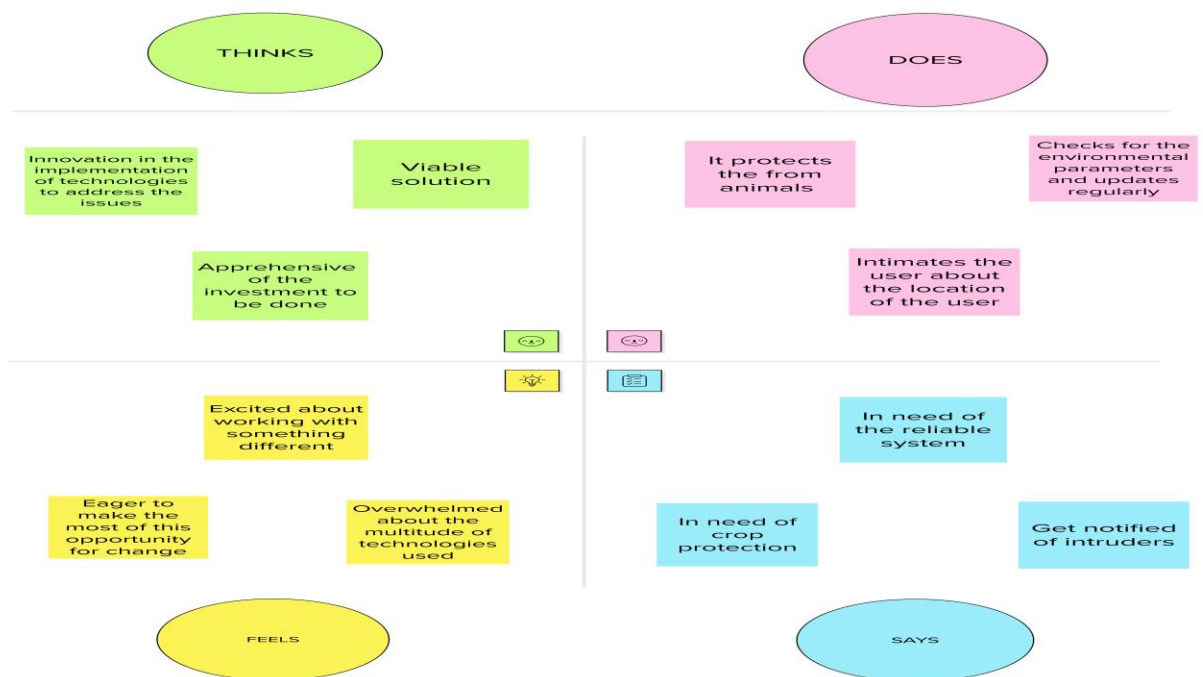 THINKS
DOES
Innovation in the
implementation
of technologies
to address the
issues
Viable
solution
Apprehensive
of the
investment to
be done
It protects
the from
animals
Checks for the
environmental
parameters
and updates
regularly
Intimates the
user about
the location
of the user
Excited about
working with
something
different
Eager to
make the
most of this
opportunity
for change
Overwhelmed
about the
multitude of
technologies
used
In need of
the reliable
system
In need of
crop
protection
Get notified
of intruders
FEELS
SAYS